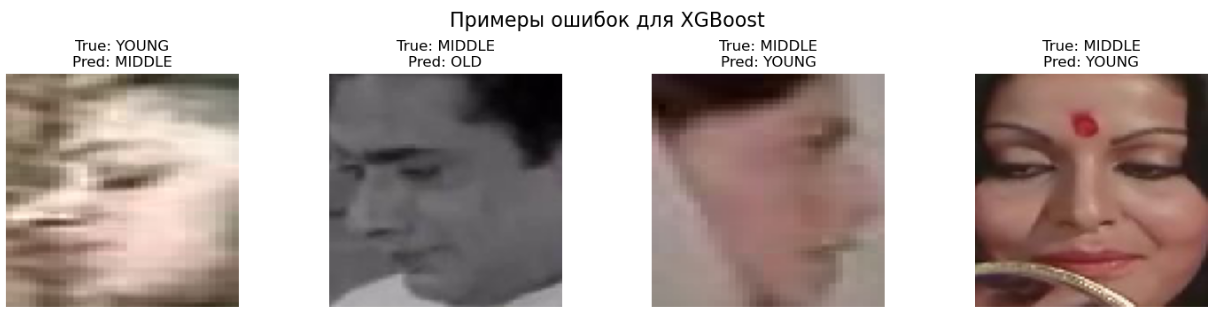 Примеры ошибок для XGBoost
True: YOUNG
Pred: MIDDLE
True: MIDDLE
Pred: OLD
True: MIDDLE
Pred: YOUNG
True: MIDDLE
Pred: YOUNG